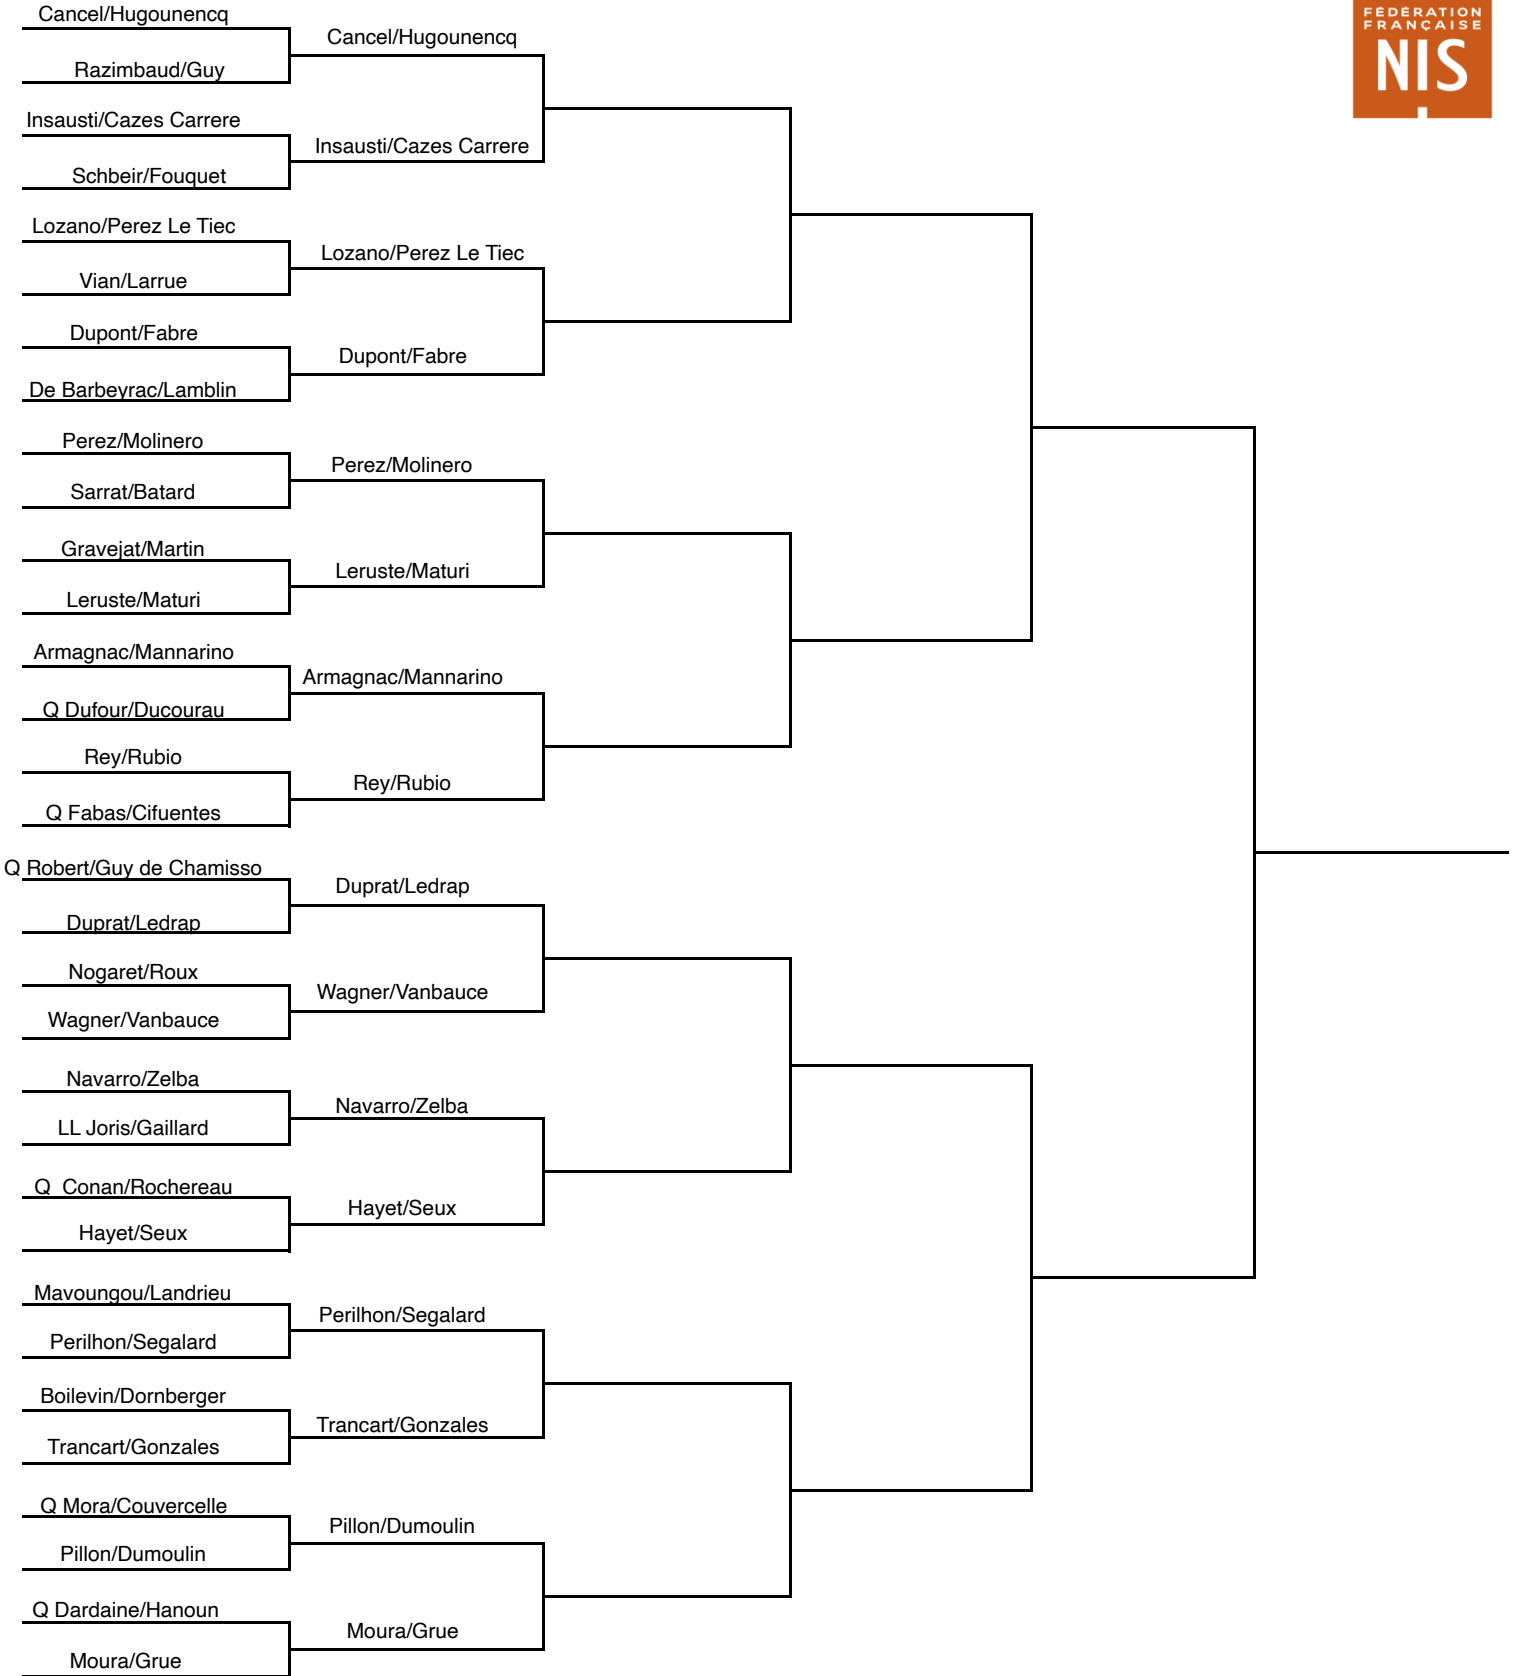 Cancel/Hugounencq
Razimbaud/Guy
Insausti/Cazes Carrere
Schbeir/Fouquet
Lozano/Perez Le Tiec
Vian/Larrue
Dupont/Fabre
De Barbeyrac/Lamblin
Perez/Molinero
Sarrat/Batard
Gravejat/Martin
Leruste/Maturi
Armagnac/Mannarino
Q Dufour/Ducourau
Rey/Rubio
Q Fabas/Cifuentes
Q Robert/Guy de Chamisso
Duprat/Ledrap
Nogaret/Roux
Wagner/Vanbauce
Navarro/Zelba
LL Joris/Gaillard
Q  Conan/Rochereau
Hayet/Seux
Mavoungou/Landrieu
Perilhon/Segalard
Boilevin/Dornberger
Trancart/Gonzales
Q Mora/Couvercelle
Pillon/Dumoulin
Q Dardaine/Hanoun
Moura/Grue
Cancel/Hugounencq
Insausti/Cazes Carrere
Lozano/Perez Le Tiec
Dupont/Fabre
Perez/Molinero
Leruste/Maturi
Armagnac/Mannarino
Rey/Rubio
Duprat/Ledrap
Wagner/Vanbauce
Navarro/Zelba
Hayet/Seux
Perilhon/Segalard
Trancart/Gonzales
Pillon/Dumoulin
Moura/Grue
FÉDÉRATION
FRANÇAISE
NIS